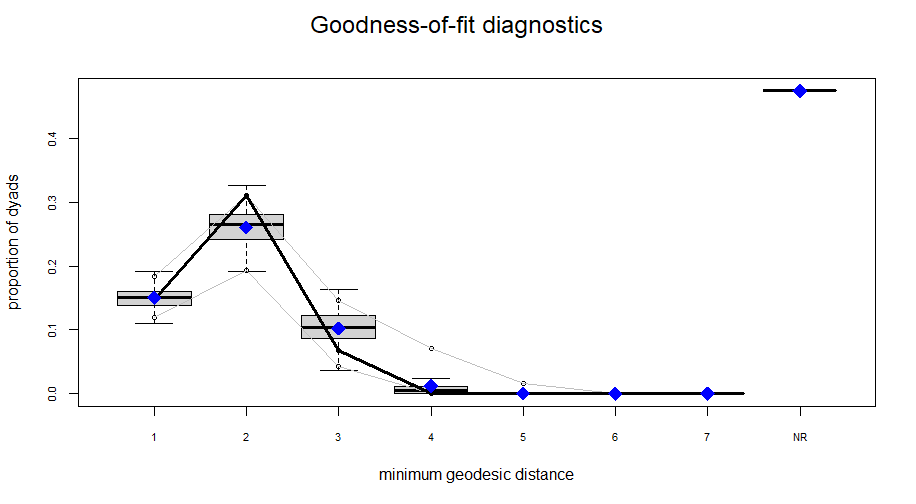 Goodness-of-fit diagnostics
proportion of dyads
0.4
0.3
0.2
0.1
0.0
1 2 3 4 5 6 7 NR
minimum geodesic distance